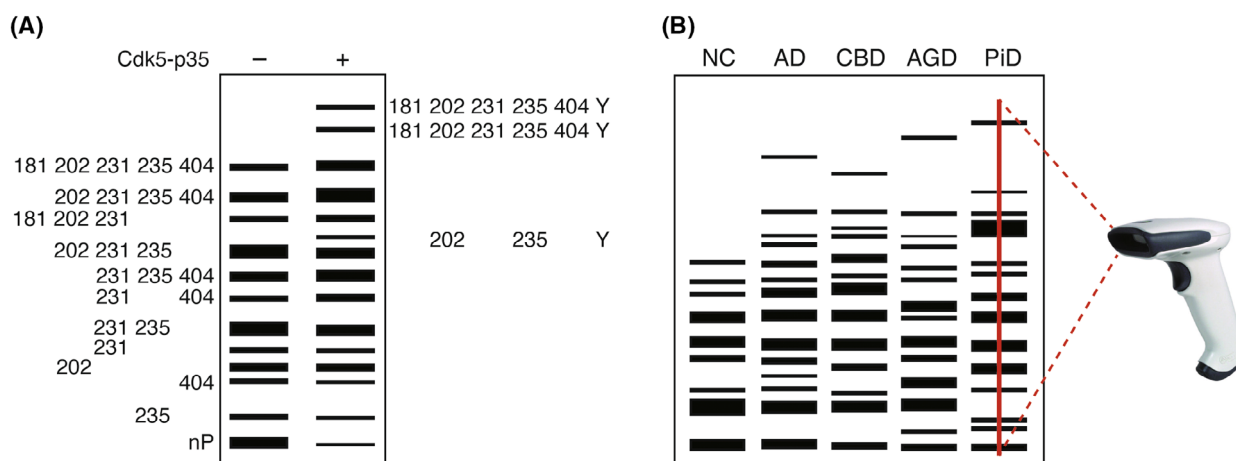 (A)
Cdk5-p35 – +
181 202 231 235 404 Y
181 202 231 235 404 Y
181 202 231 235 404
202 231 235 404
181 202 231
202 235 Y
202 231 235
231 235 404
231 404
231 235
231
202
404
235
nP
(B)
NC AD CBD AGD PiD